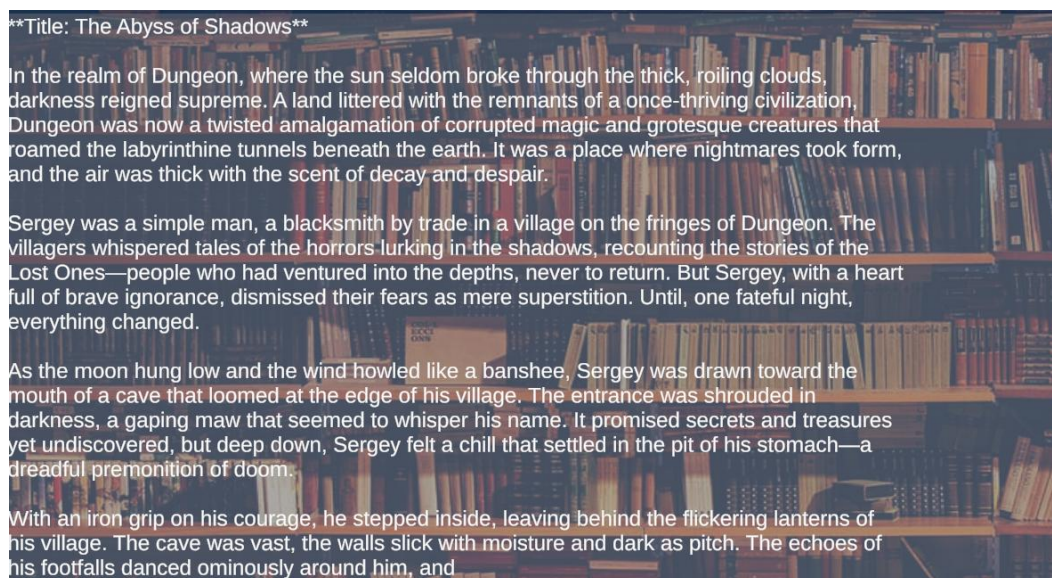 **Title: The Abyss of Shadows**
In the realm of Dungeon, where the sun seldom broke through the thick, roiling clouds,
darkness reigned supreme. A land littered with the remnants of a once-thriving civilization,
Dungeon was now a twisted amalgamation of corrupted magic and grotesque creatures that
roamed the labyrinthine tunnels beneath the earth. It was a place where nightmares took form,
and the air was thick with the scent of decay and despair.
Sergey was a simple man, a blacksmith by trade in a village on the fringes of Dungeon. The
villagers whispered tales of the horrors lurking in the shadows, recounting the stories of the
Lost Ones—people who had ventured into the depths, never to return. But Sergey, with a heart
full of brave ignorance, dismissed their fears as mere superstition. Until, one fateful night,
everything changed.
As the moon hung low and the wind howled like a banshee, Sergey was drawn toward the
mouth of a cave that loomed at the edge of his village. The entrance was shrouded in
darkness, a gaping maw that seemed to whisper his name. It promised secrets and treasures
yet undiscovered, but deep down, Sergey felt a chill that settled in the pit of his stomach—a
dreadful premonition of doom.
With an iron grip on his courage, he stepped inside, leaving behind the flickering lanterns of
his village. The cave was vast, the walls slick with moisture and dark as pitch. The echoes of
his footfalls danced ominously around him, and